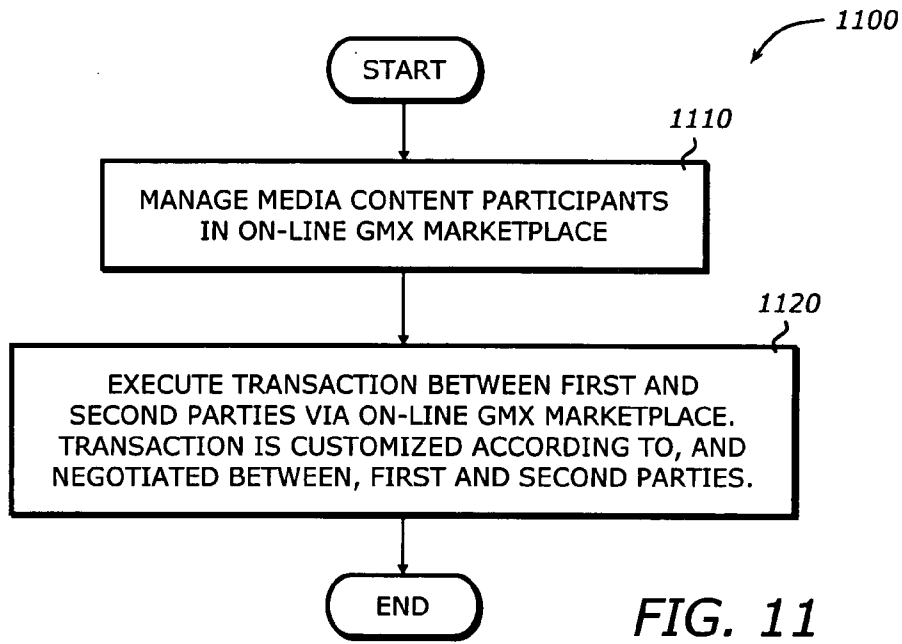 1100
START
1110
MANAGE MEDIA CONTENT PARTICIPANTS
IN ON-LINE GMX MARKETPLACE
1120
EXECUTE TRANSACTION BETWEEN FIRST AND
SECOND PARTIES VIA ON-LINE GMX MARKETPLACE.
TRANSACTION IS CUSTOMIZED ACCORDING TO, AND
NEGOTIATED BETWEEN, FIRST AND SECOND PARTIES.
END
FIG. 11